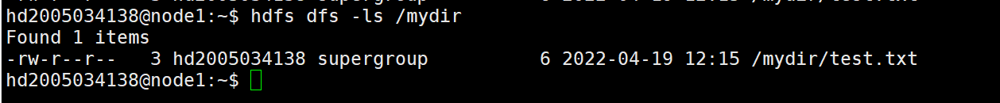 hd2005034138@node1:~$ hdfs dfs -ls /mydir
Found 1 items
-rw-r--r--   3 hd2005034138 supergroup          6 2022-04-19 12:15 /mydir/test.txt
hd2005034138@node1:~$